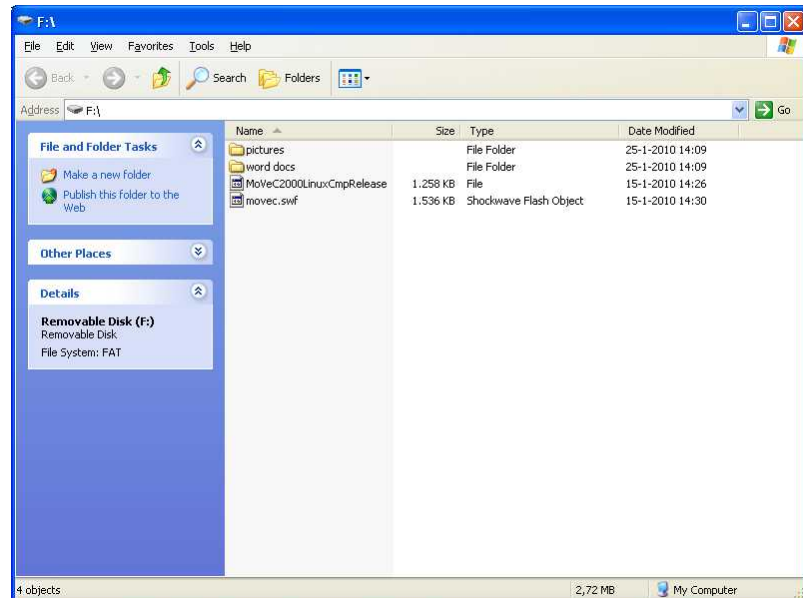 F:\
File Edit View Favorites Tools Help
Back Search Folders
Address F:\ Go
File and Folder Tasks
Make a new folder
Publish this folder to the
Web
Other Places
Details
Removable Disk (F:)
Removable Disk
File System: FAT
Name Size Type Date Modified
pictures File Folder 25-1-2010 14:09
word docs File Folder 25-1-2010 14:09
MoVeC2000LinuxCmpRelease 1.258 KB File 15-1-2010 14:26
movec.swf 1.536 KB Shockwave Flash Object 15-1-2010 14:30
4 objects 2,72 MB My Computer